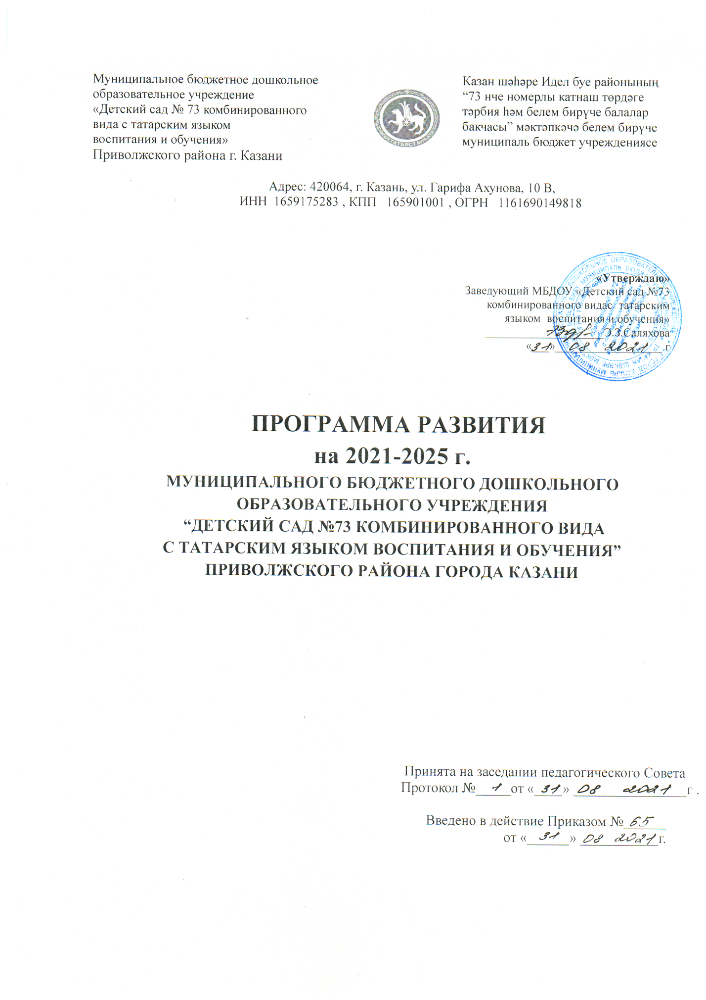 Муниципальное бюджетное дошкольное
образовательное учреждение
«Детский сад № 73 комбинированного
вида с татарским языком
воспитания и обучения»
Приволжского района г. Казани
ТАТАРСТАН
Казан шәһәре Идел буе районының
“73 нче номерлы катнаш төрдәге
тәрбия һәм белем бирүче балалар
бакчасы” мәктәпкәчә белем бирүче
муниципаль бюджет учреждениясе
Адрес: 420064, г. Казань, ул. Гарифа Ахунова, 10 В,
ИНН 1659175283 , КПП 165901001 , ОГРН 1161690149818
«Утверждаю»
Заведующий МБДОУ «Детский сад №73
комбинированного видас татарским
языком воспитания и обучения»
Э.З.Саляхова
«31» 08 2021 г
ПРОГРАММА РАЗВИТИЯ
на 2021-2025 г.
МУНИЦИПАЛЬНОГО БЮДЖЕТНОГО ДОШКОЛЬНОГО
ОБРАЗОВАТЕЛЬНОГО УЧРЕЖДЕНИЯ
“ДЕТСКИЙ САД №73 КОМБИНИРОВАННОГО ВИДА
С ТАТАРСКИМ ЯЗЫКОМ ВОСПИТАНИЯ И ОБУЧЕНИЯ”
ПРИВОЛЖСКОГО РАЙОНА ГОРОДА КАЗАНИ
Принята на заседании педагогического Совета
Протокол № 1 от «31» 08 2021 г .
Введено в действие Приказом № 65
от «31» 08 2021 г.